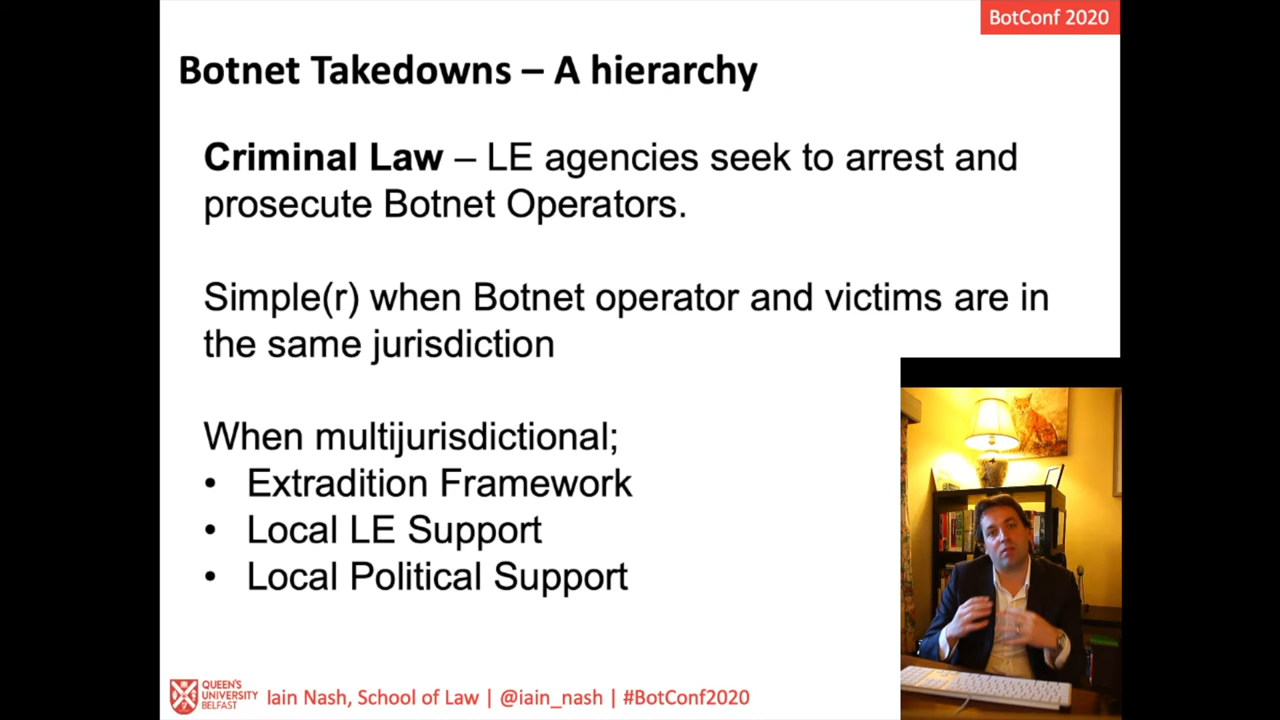 BotConf 2020
Botnet Takedowns – A hierarchy
Criminal Law – LE agencies seek to arrest and
prosecute Botnet Operators.
Simple(r) when Botnet operator and victims are in
the same jurisdiction
When multijurisdictional;
• Extradition Framework
• Local LE Support
• Local Political Support
QUEEN'S
UNIVERSITY
BELFAST
Iain Nash, School of Law | @iain_nash | #BotConf2020